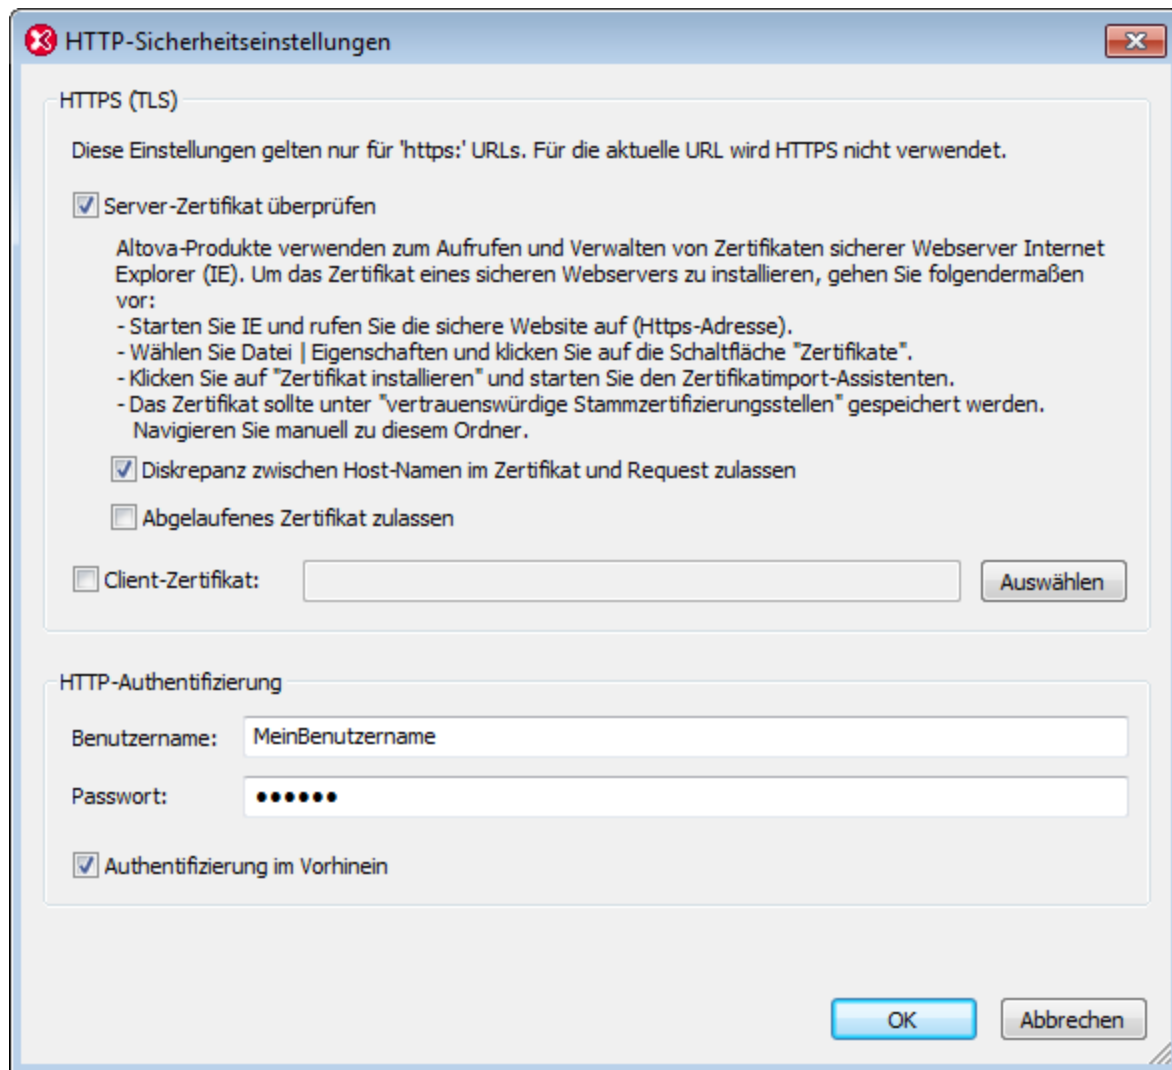 HTTP-Sicherheitseinstellungen
HTTPS (TLS)
Diese Einstellungen gelten nur für 'https:' URLs. Für die aktuelle URL wird HTTPS nicht verwendet.
Server-Zertifikat überprüfen
Altova-Produkte verwenden zum Aufrufen und Verwalten von Zertifikaten sicherer Webserver Internet
Explorer (IE). Um das Zertifikat eines sicheren Webservers zu installieren, gehen Sie folgendermaßen
vor:
- Starten Sie IE und rufen Sie die sichere Website auf (Https-Adresse).
- Wählen Sie Datei | Eigenschaften und klicken Sie auf die Schaltfläche "Zertifikate".
- Klicken Sie auf "Zertifikat installieren" und starten Sie den Zertifikatimport-Assistenten.
- Das Zertifikat sollte unter "vertrauenswürdige Stammzertifizierungsstellen" gespeichert werden.
Navigieren Sie manuell zu diesem Ordner.
Diskrepanz zwischen Host-Namen im Zertifikat und Request zulassen
Abgelaufenes Zertifikat zulassen
Client-Zertifikat: Auswählen
HTTP-Authentifizierung
Benutzername: MeinBenutzername
Passwort: ●●●●●●
Authentifizierung im Vorhinein
OK Abbrechen